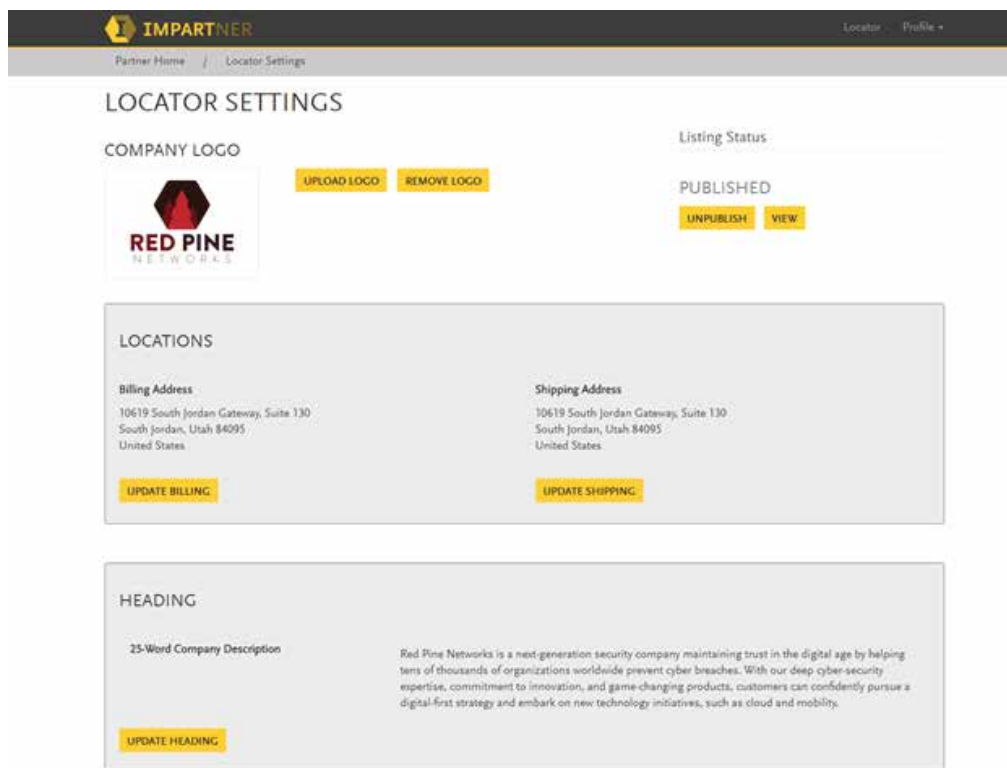 IMPARTNER
Locator Profile
Partner Home / Locator Settings
LOCATOR SETTINGS
COMPANY LOGO
UPLOAD LOGO REMOVE LOGO
RED PINE
NETWORKS
Listing Status
PUBLISHED
UNPUBLISH VIEW
LOCATIONS
Billing Address
10619 South Jordan Gateway, Suite 130
South Jordan, Utah 84095
United States
UPDATE BILLING
Shipping Address
10619 South Jordan Gateway, Suite 130
South Jordan, Utah 84095
United States
UPDATE SHIPPING
HEADING
25-Word Company Description
Red Pine Networks is a next-generation security company maintaining trust in the digital age by helping
tens of thousands of organizations worldwide prevent cyber breaches. With our deep cyber-security
expertise, commitment to innovation, and game-changing products, customers can confidently pursue a
digital-first strategy and embark on new technology initiatives, such as cloud and mobility.
UPDATE HEADING